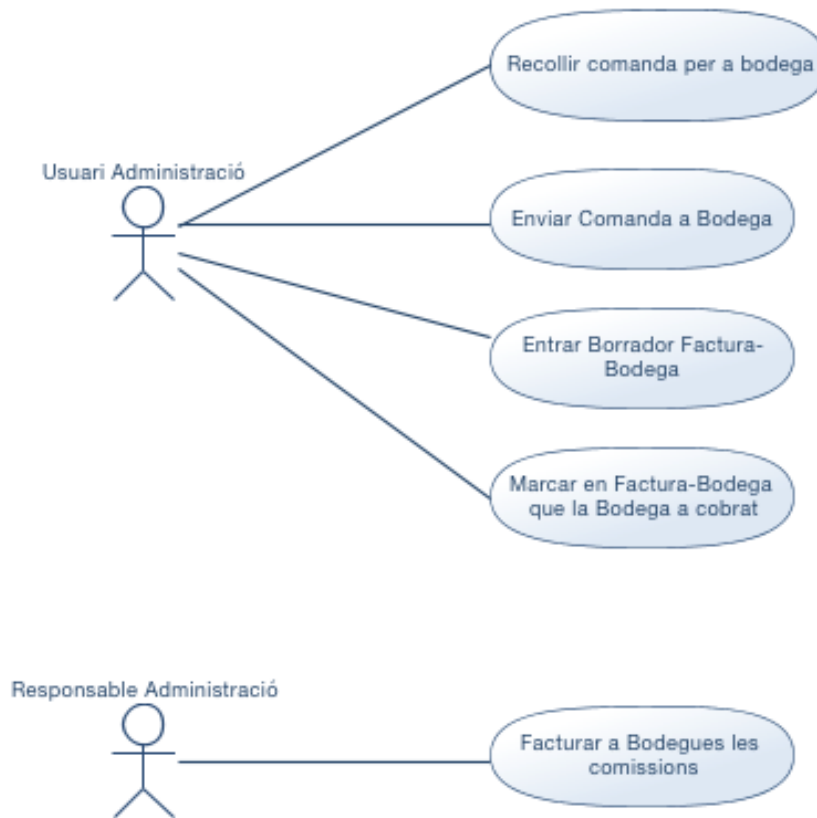 Recollir comanda per a bodega
Usuari Administració
Enviar Comanda a Bodega
Entrar Borrador Factura-
Bodega
Marcar en Factura-Bodega
que la Bodega a cobrat
Responsable Administració
Facturar a Bodegues les
comissions